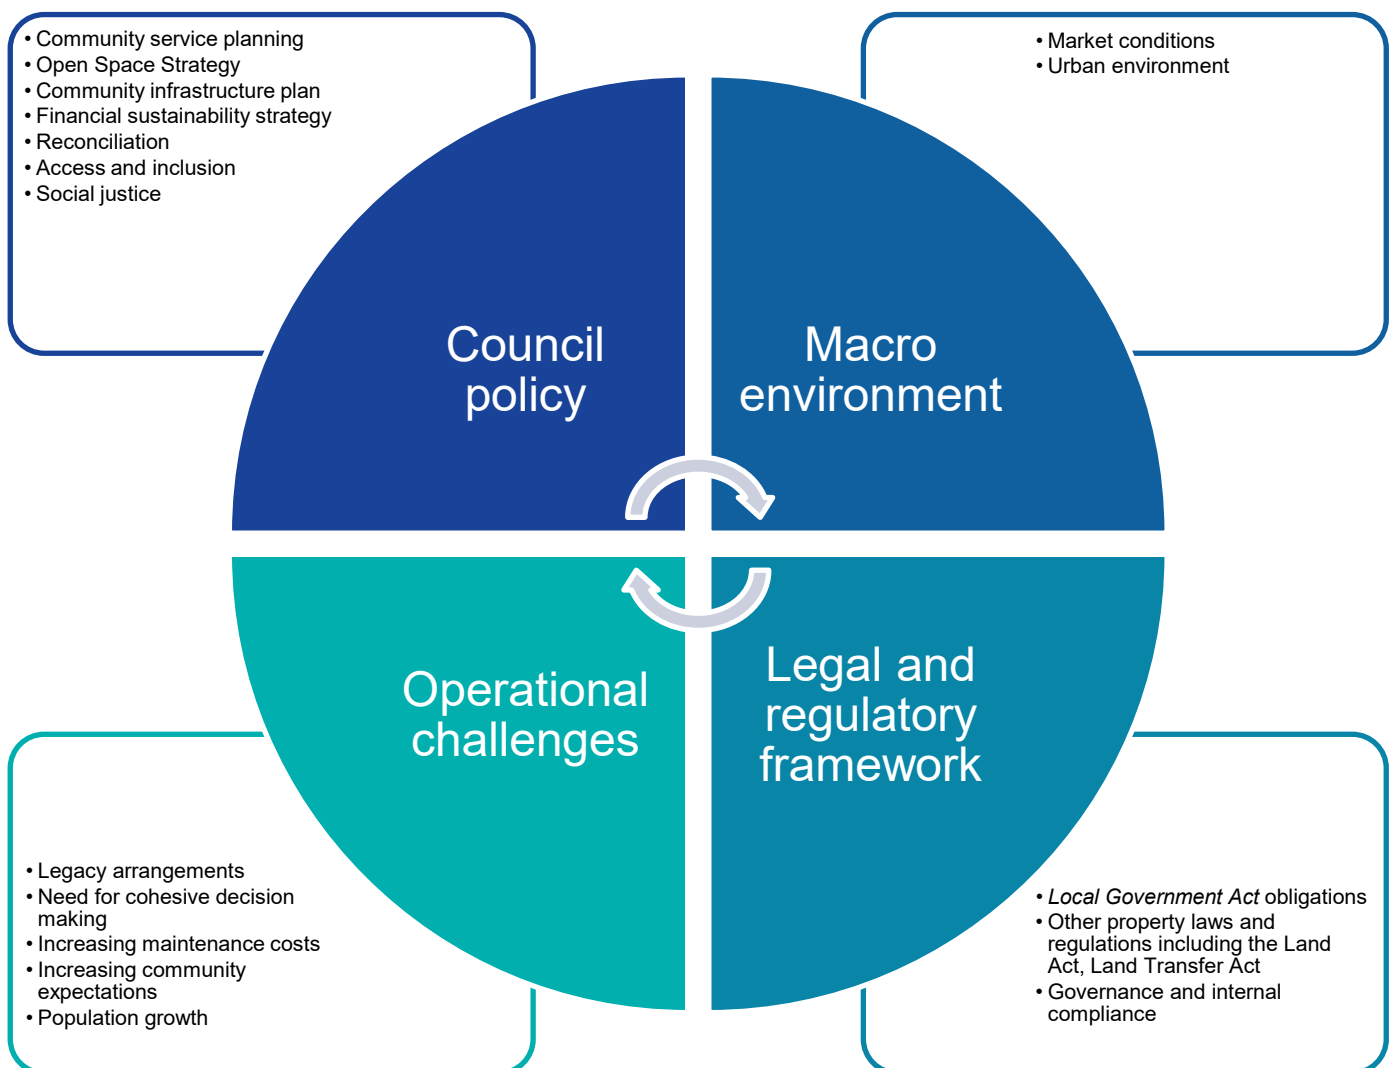 • Community service planning
• Open Space Strategy
• Community infrastructure plan
• Financial sustainability strategy
• Reconciliation
• Access and inclusion
• Social justice
• Market conditions
• Urban environment
Council
policy
Macro
environment
Operational
challenges
Legal and
regulatory
framework
• Legacy arrangements
• Need for cohesive decision
making
• Increasing maintenance costs
• Increasing community
expectations
• Population growth
• Local Government Act obligations
• Other property laws and
regulations including the Land
Act, Land Transfer Act
• Governance and internal
compliance